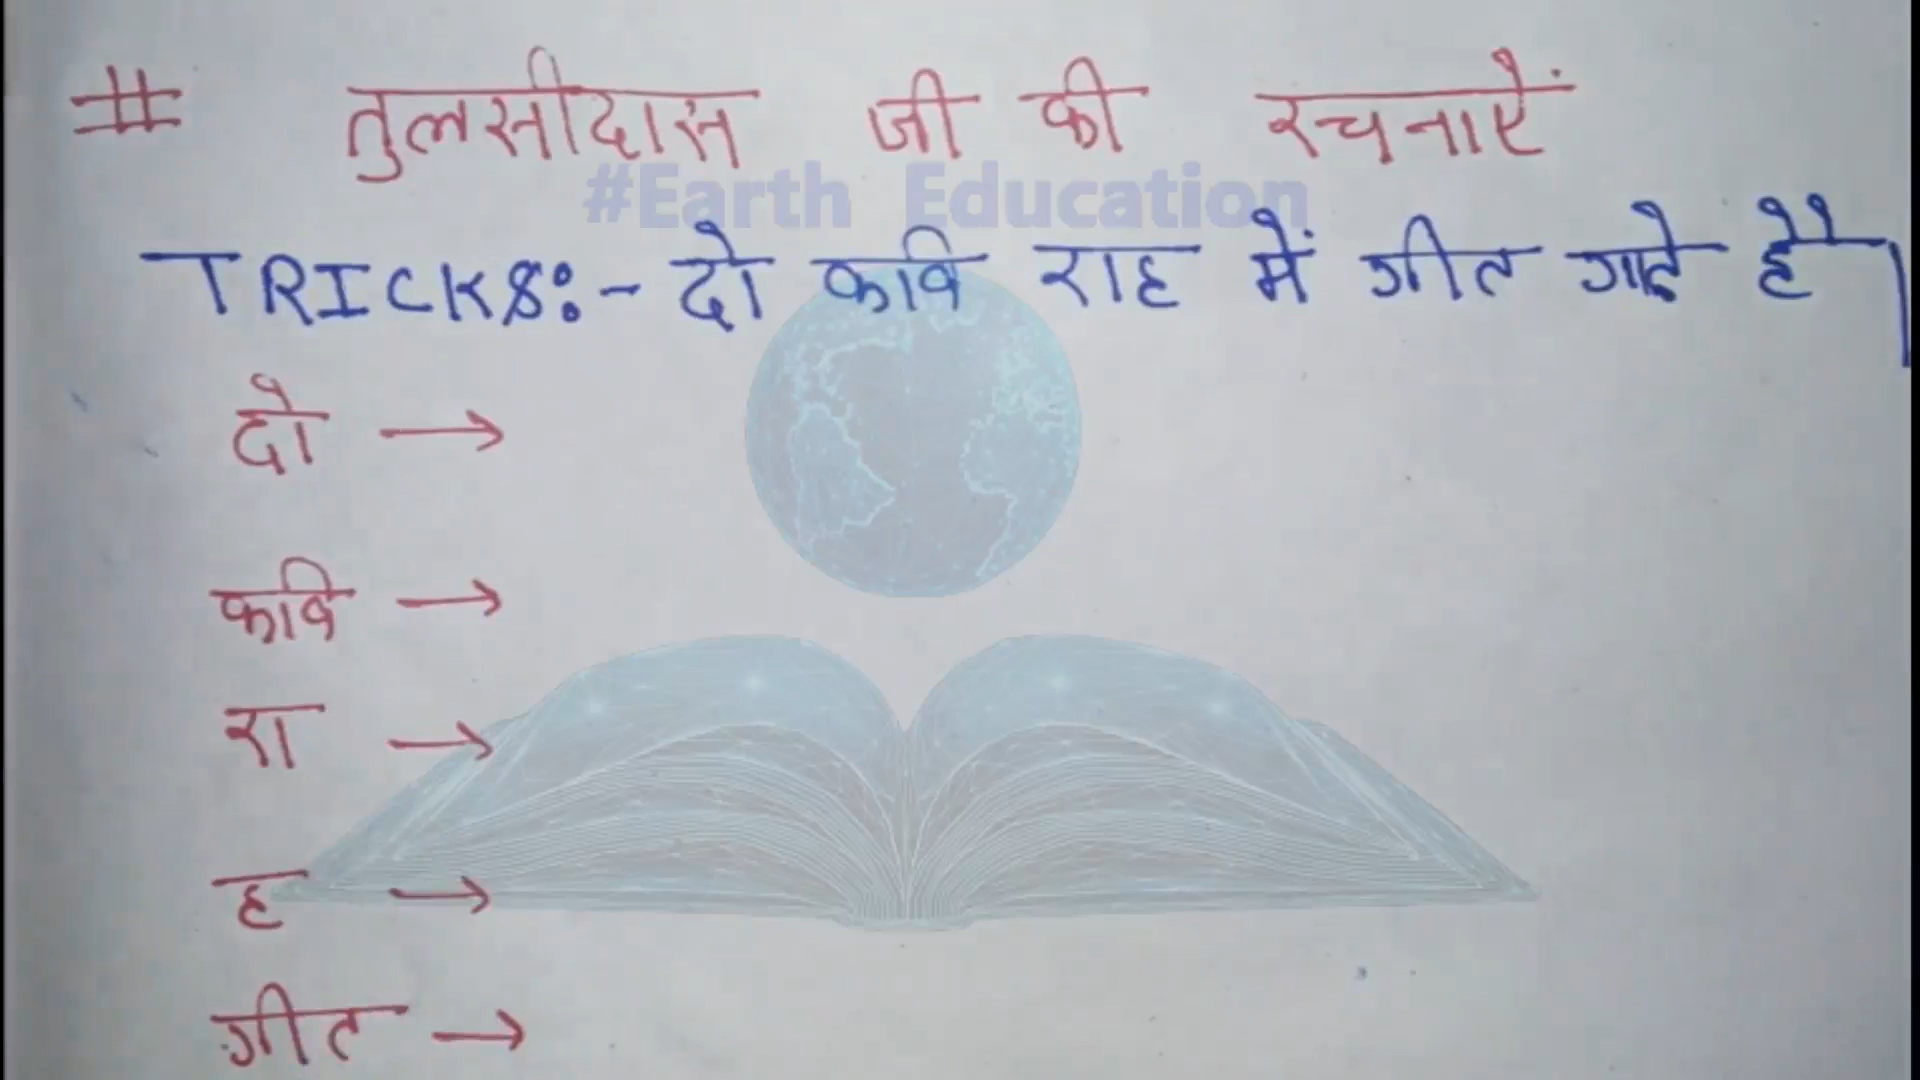 # तुलसीदास जी की रचनाऐं
#Earth Education
TRICKS:- दो कवि राह में गीत गाते है।
दो →
कवि →
रा →
ह →
गीत →